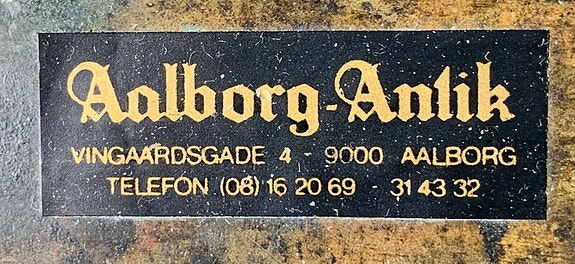 Aalborg-Antik
VINGAARDSGADE 4 - 9000 AALBORG
TELEFON (08) 16 20 69 - 31 43 32